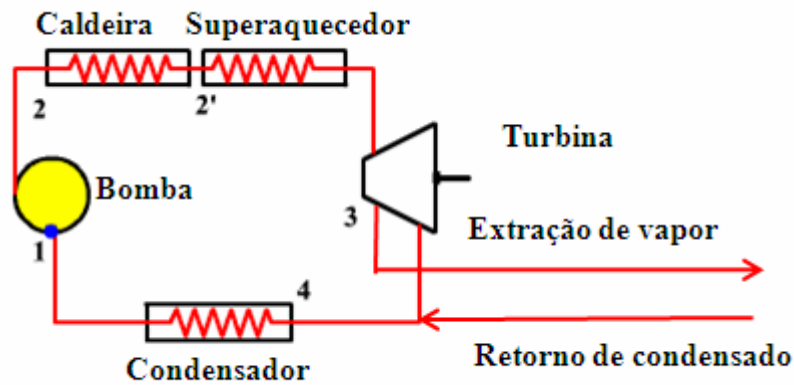 Caldeira Superaquecedor
2 2'
Turbina
Bomba
3
Extração de vapor
1
4
Condensador
Retorno de condensado